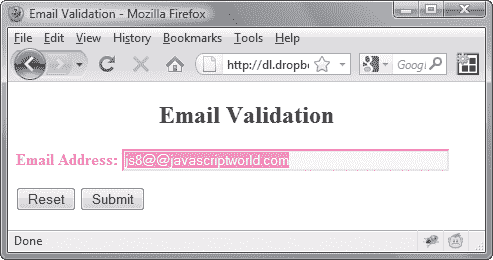 Email Validation - Mozilla Firefox
File Edit View History Bookmarks Tools Help
http://dl.dropb Googl
Email Validation
Email Address: js8@@javascriptworld.com
Reset Submit
Done